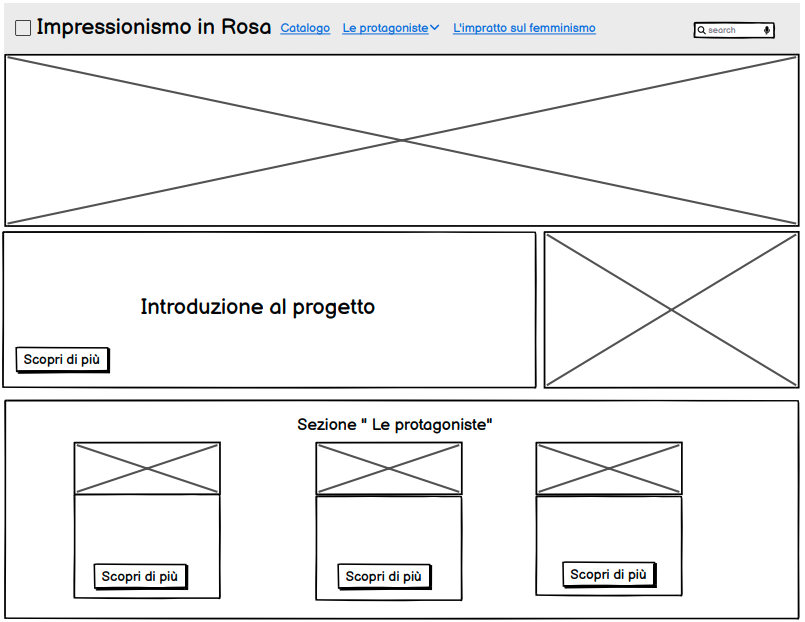 Impressionismo in Rosa Catalogo Le protagoniste L'impratto sul femminismo search
Introduzione al progetto
Scopri di più
Sezione " Le protagoniste"
Scopri di più Scopri di più Scopri di più